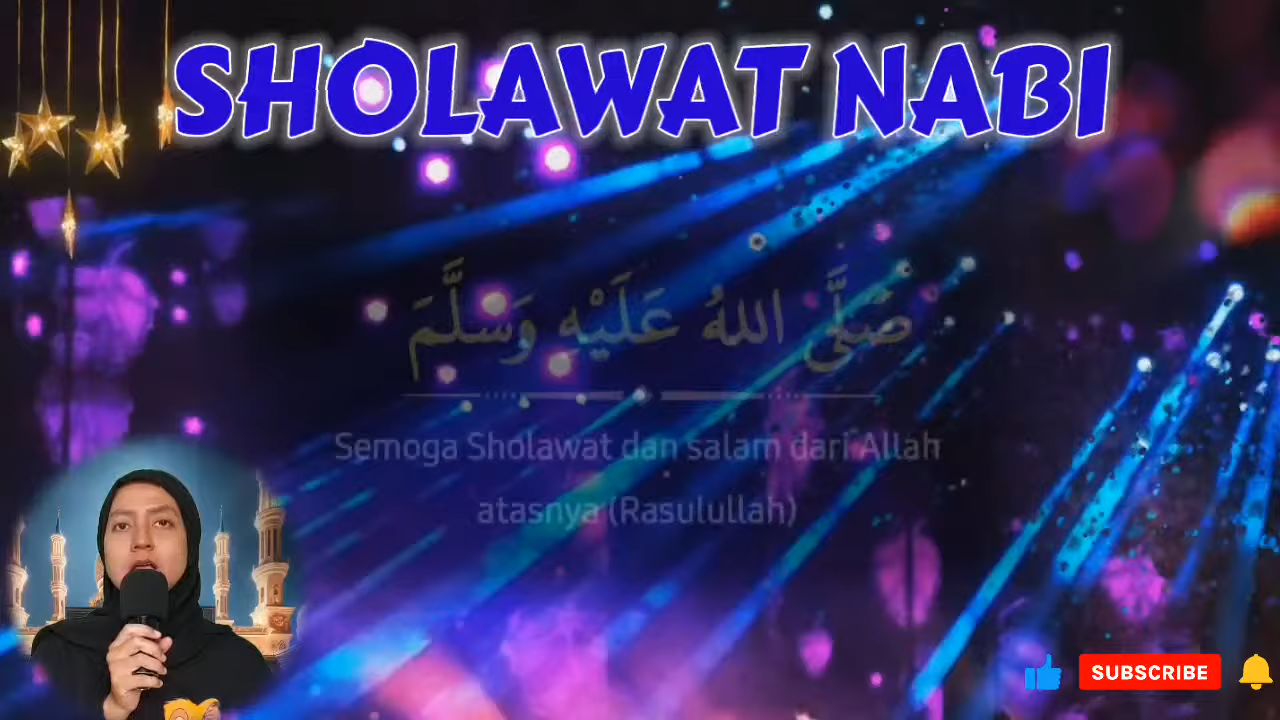 SHOLAWAT NABI
صَلَّى اللهُ عَلَيْهِ وَسَلَّمَ
Semoga Sholawat dan salam dari Allah
atasnya (Rasulullah)
SUBSCRIBE